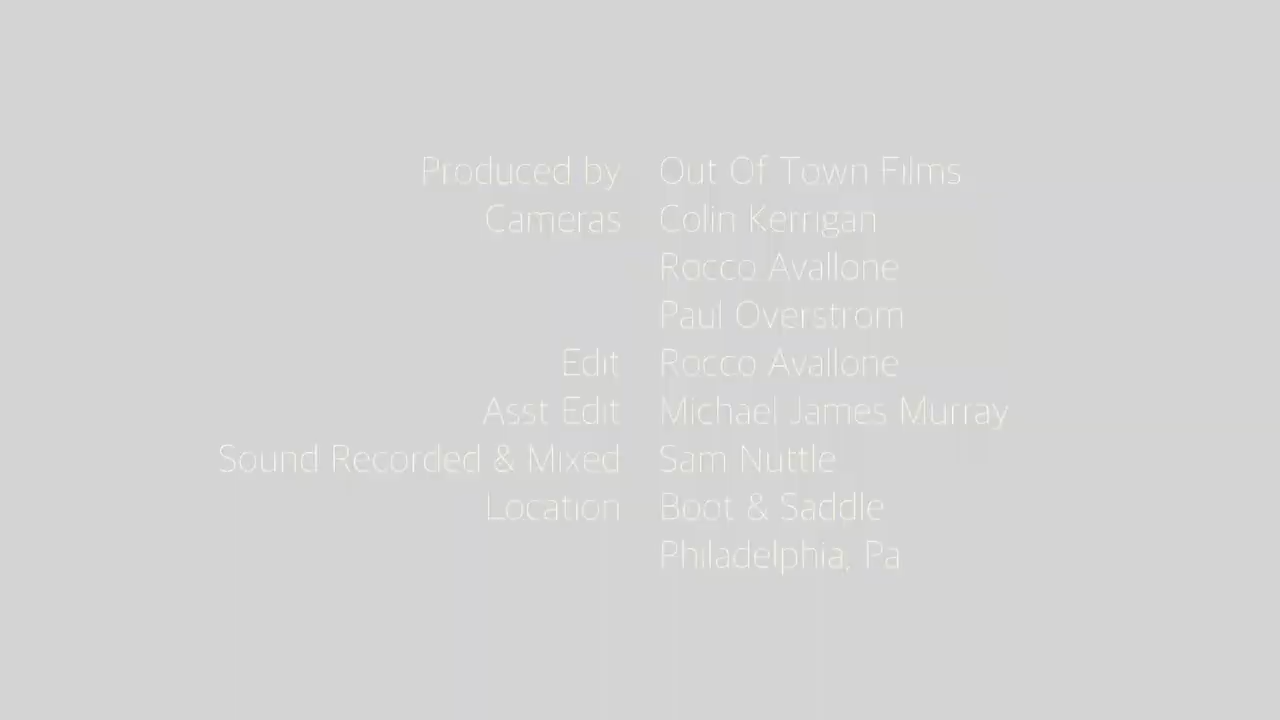 Produced by Out Of Town Films
Cameras Colin Kerrigan
Rocco Avallone
Paul Overstrom
Edit Rocco Avallone
Asst Edit Michael James Murray
Sound Recorded & Mixed Sam Nuttle
Location Boot & Saddle
Philadelphia, Pa